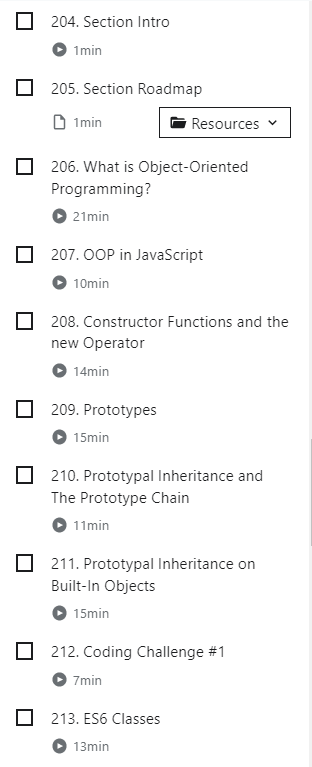 204. Section Intro
1min
205. Section Roadmap
1min
Resources
206. What is Object-Oriented
Programming?
21min
207. OOP in JavaScript
10min
208. Constructor Functions and the
new Operator
14min
209. Prototypes
15min
210. Prototypal Inheritance and
The Prototype Chain
11min
211. Prototypal Inheritance on
Built-In Objects
15min
212. Coding Challenge #1
7min
213. ES6 Classes
13min